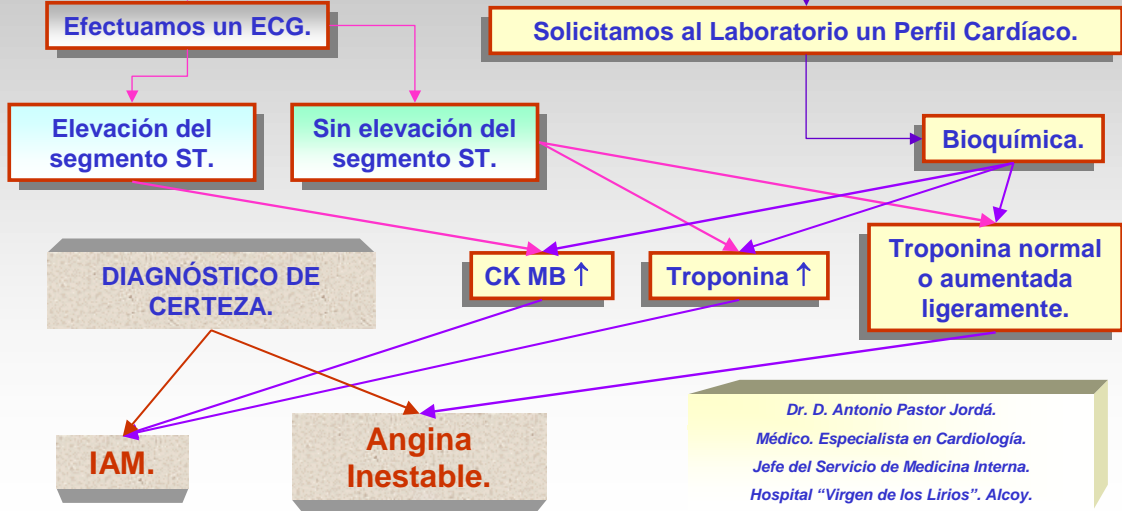 Efectuamos un ECG.
Solicitamos al Laboratorio un Perfil Cardíaco.
Elevación del
segmento ST.
Sin elevación del
segmento ST.
Bioquímica.
DIAGNÓSTICO DE
CERTEZA.
CK MB ↑
Troponina ↑
Troponina normal
o aumentada
ligeramente.
IAM.
Angina
Inestable.
Dr. D. Antonio Pastor Jordá.
Médico. Especialista en Cardiología.
Jefe del Servicio de Medicina Interna.
Hospital “Virgen de los Lirios”. Alcoy.